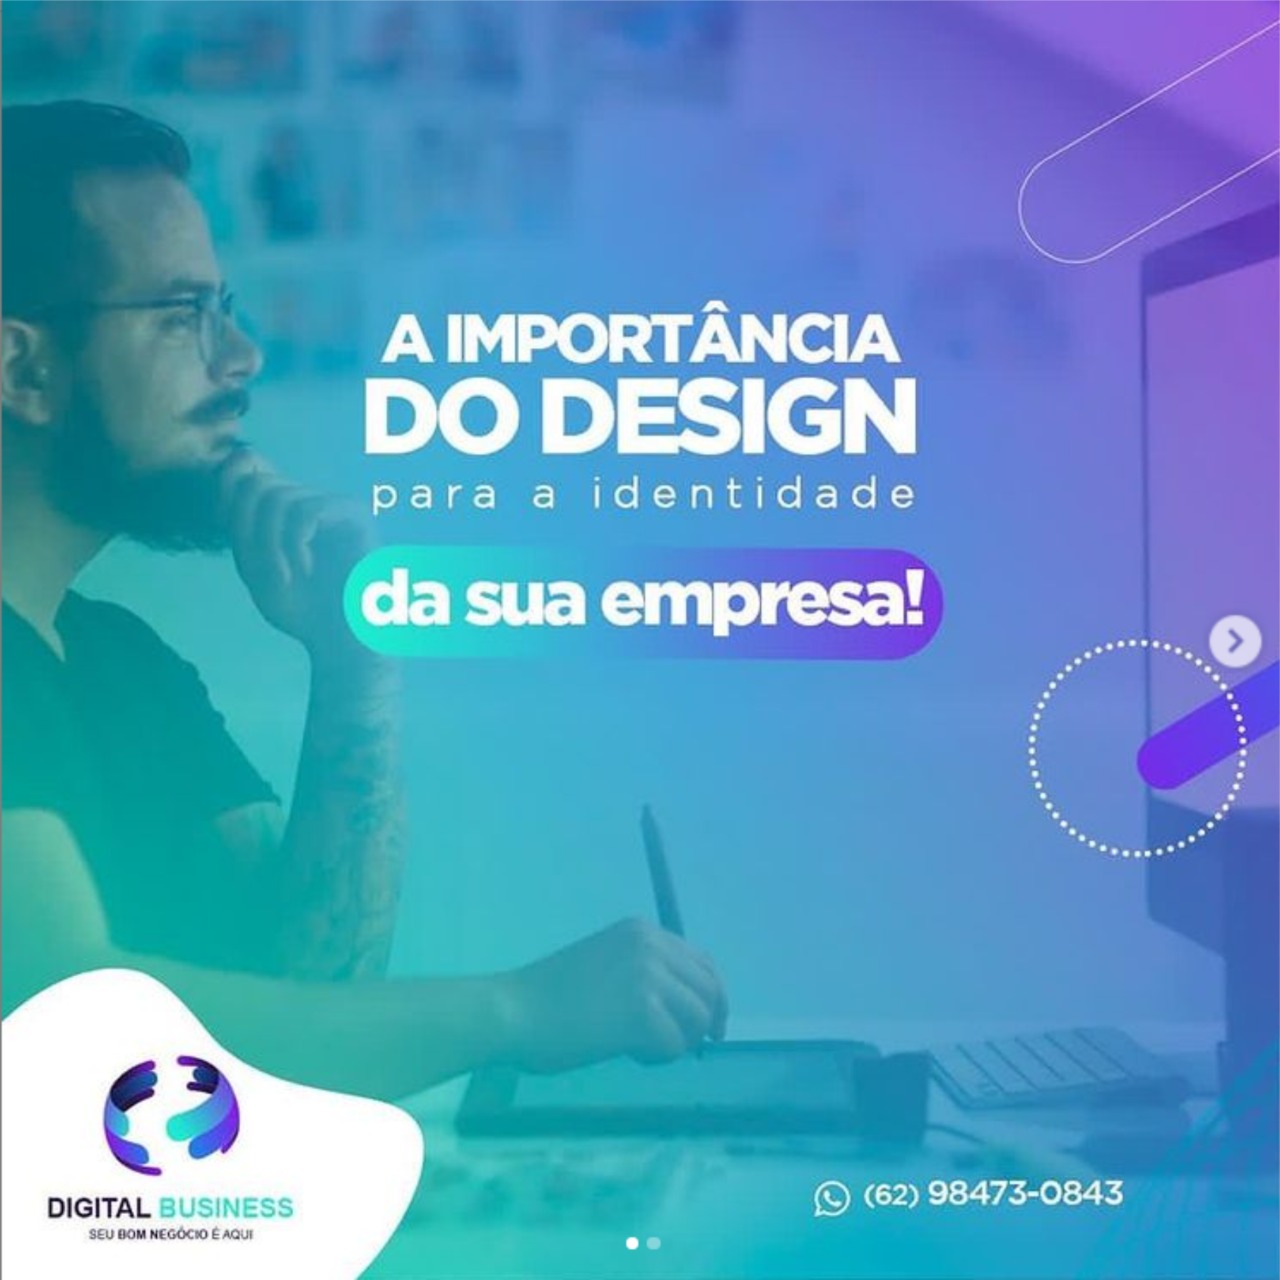 A IMPORTÂNCIA
DO DESIGN
para a identidade
da sua empresa!
DIGITAL BUSINESS
SEU BOM NEGÓCIO É AQUI
(62) 98473-0843